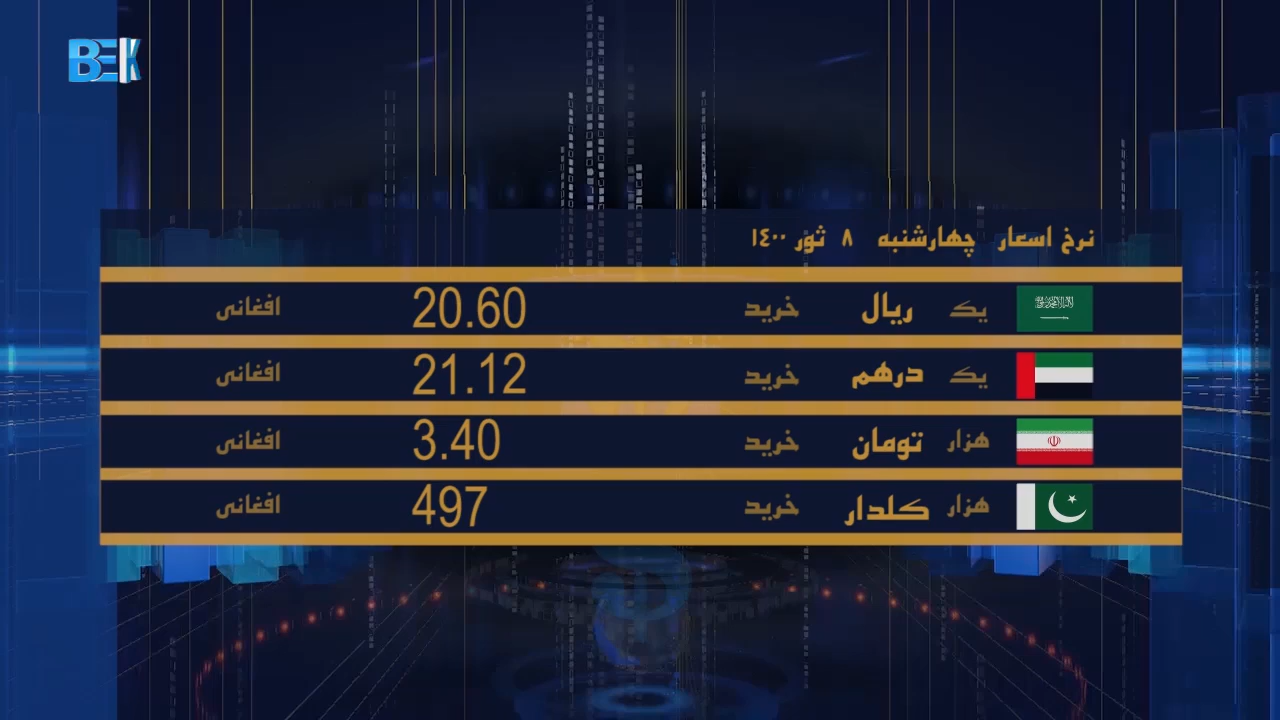 BEK
نرخ اسعار چهارشنبه ۸ ثور ۱٤۰۰
یک ریال خرید 20.60 افغانی
یک درهم خرید 21.12 افغانی
هزار تومان خرید 3.40 افغانی
هزار کلدار خرید 497 افغانی